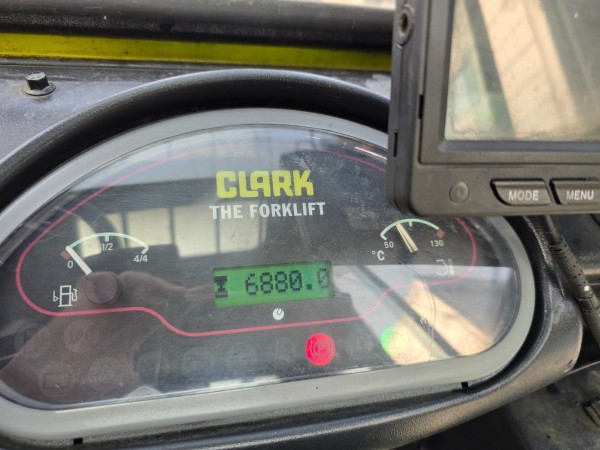 CLARK
THE FORKLIFT
0 1/2 4/4
50 130
°C
6880.0
MODE MENU